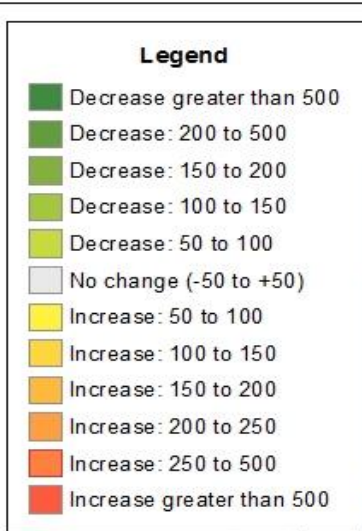 Legend
Decrease greater than 500
Decrease: 200 to 500
Decrease: 150 to 200
Decrease: 100 to 150
Decrease: 50 to 100
No change (-50 to +50)
Increase: 50 to 100
Increase: 100 to 150
Increase: 150 to 200
Increase: 200 to 250
Increase: 250 to 500
Increase greater than 500